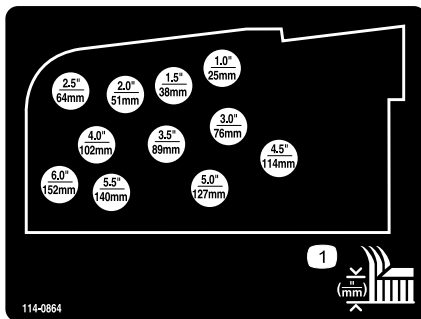 1.0"
25mm
1.5"
38mm
2.0"
51mm
2.5"
64mm
3.0"
76mm
3.5"
89mm
4.0"
102mm
4.5"
114mm
5.0"
127mm
5.5"
140mm
6.0"
152mm
1
"
(mm)
114-0864